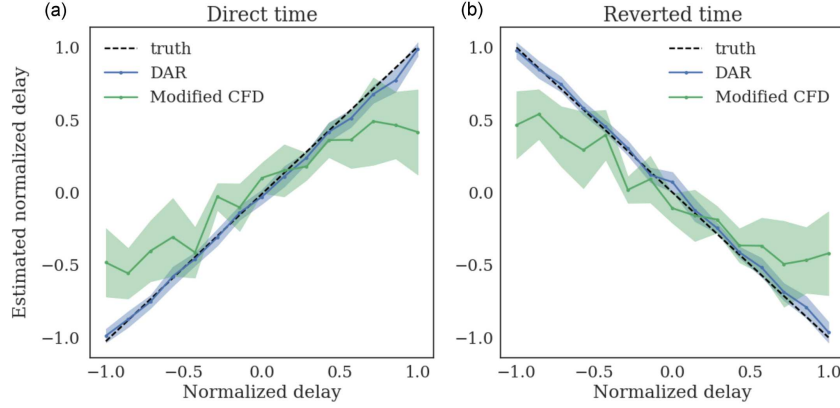 (a)
Direct time
Estimated normalized delay
1.0
0.5
0.0
−0.5
−1.0
truth
DAR
Modified CFD
−1.0 −0.5 0.0 0.5 1.0
Normalized delay
(b)
Reverted time
1.0
0.5
0.0
−0.5
−1.0
truth
DAR
Modified CFD
−1.0 −0.5 0.0 0.5 1.0
Normalized delay